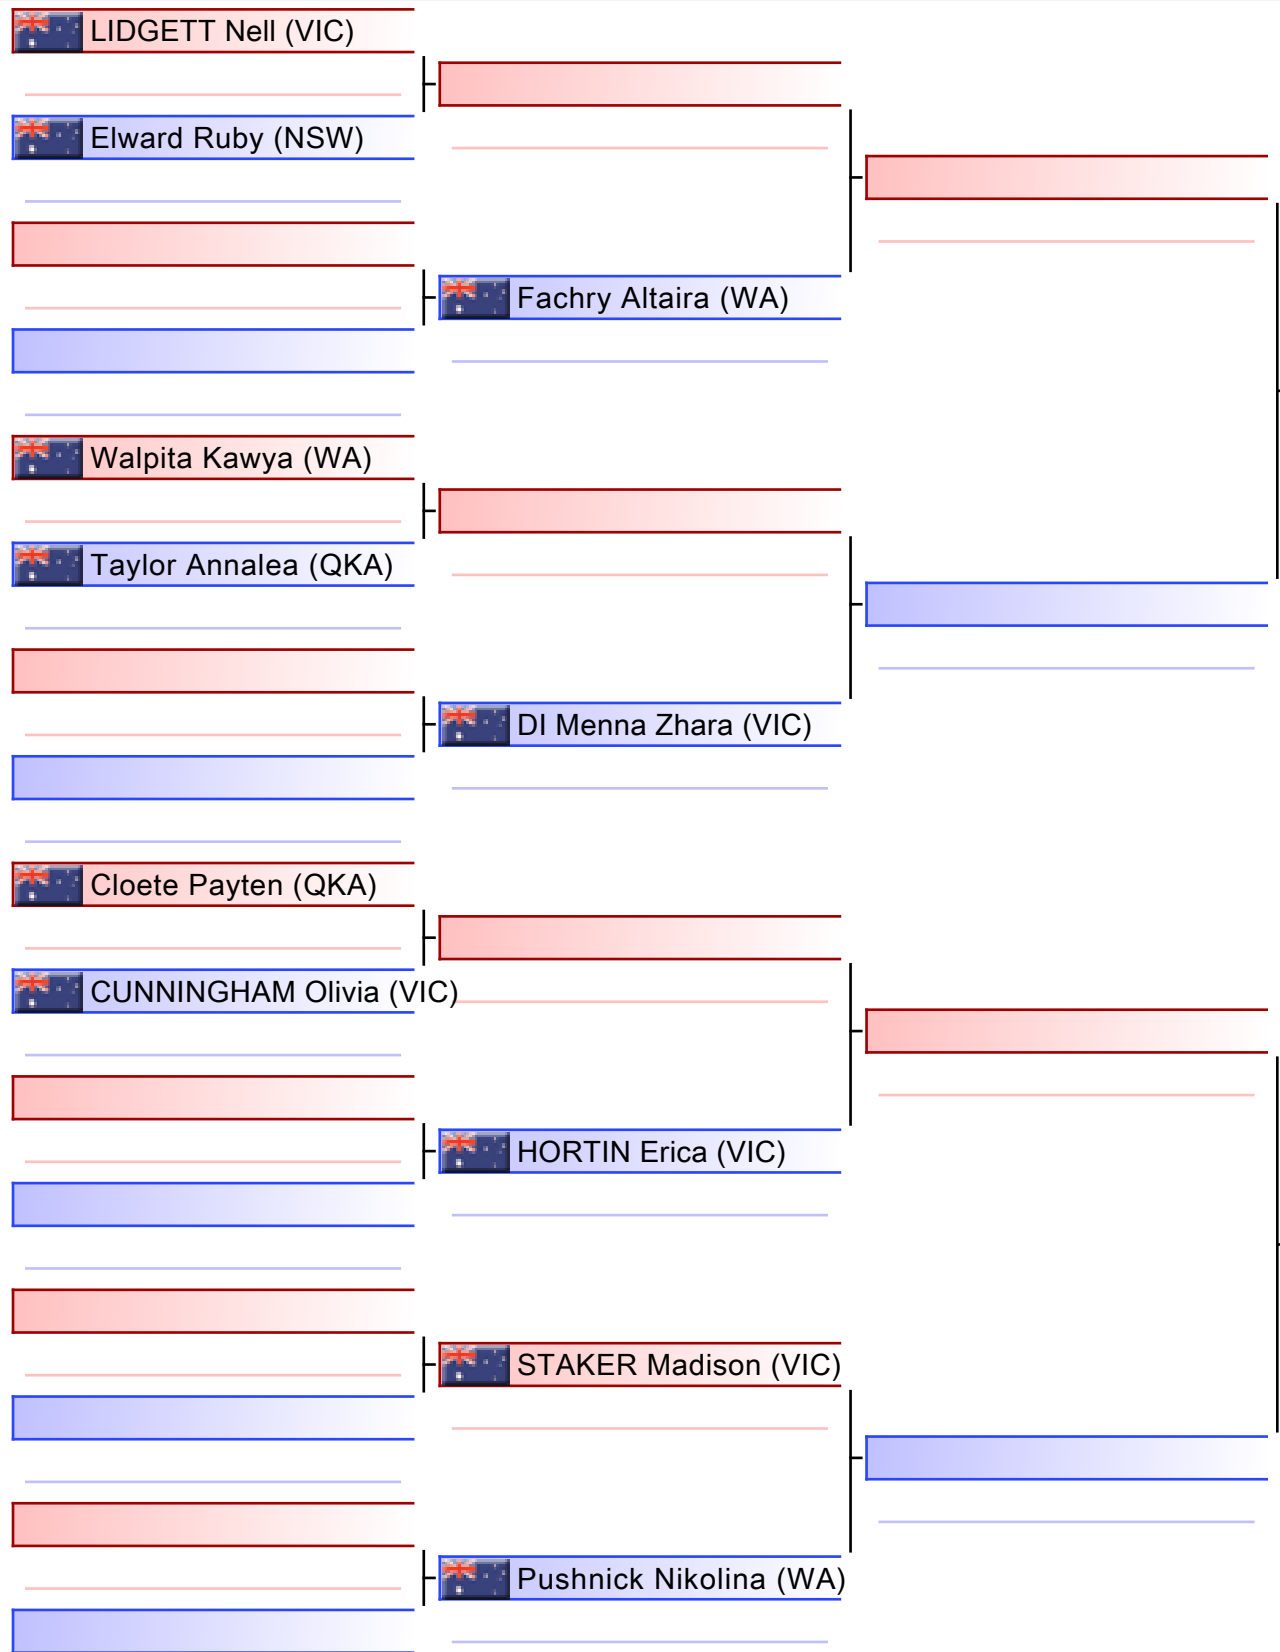 LIDGETT Nell (VIC)
Elward Ruby (NSW)
Fachry Altaira (WA)
Walpita Kawya (WA)
Taylor Annalea (QKA)
DI Menna Zhara (VIC)
Cloete Payten (QKA)
CUNNINGHAM Olivia (VIC)
HORTIN Erica (VIC)
STAKER Madison (VIC)
Pushnick Nikolina (WA)